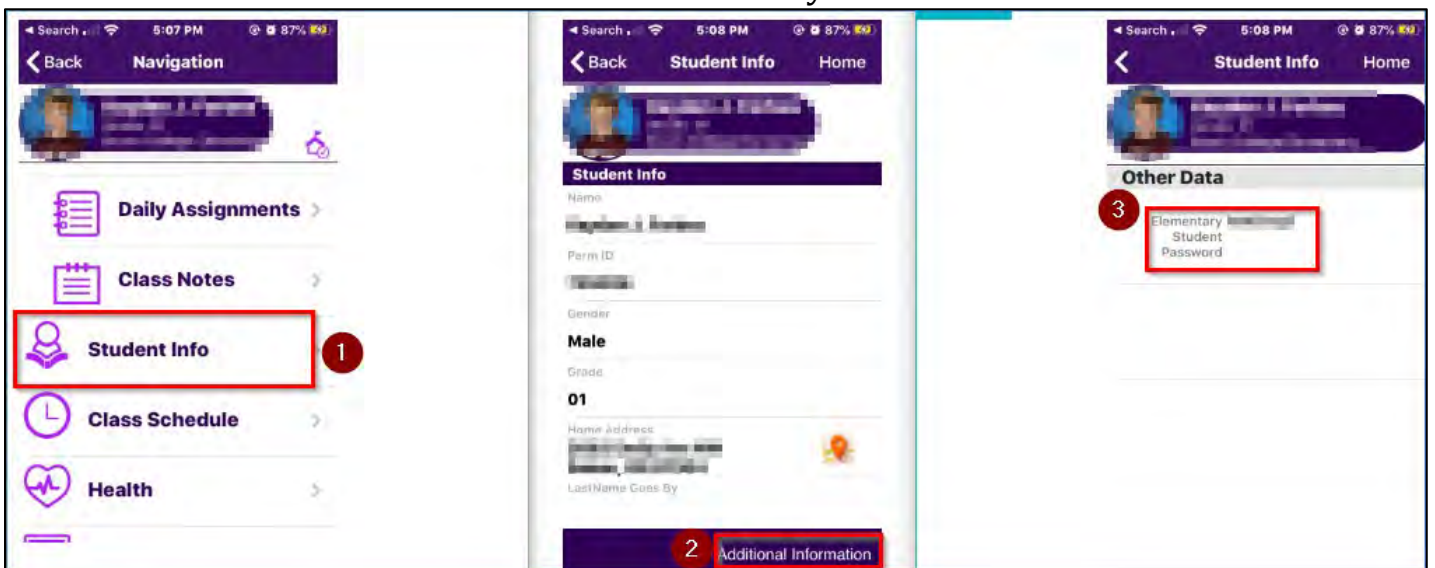 Search
5:07 PM
87%
Back
Navigation
Daily Assignments
Class Notes
Student Info
1
Class Schedule
Health
Search
5:08 PM
87%
Back
Student Info
Home
Student Info
Name
Perm ID
Gender
Male
Grade
01
Home Address
Last Name Goes By
2
Additional Information
Search
5:08 PM
87%
Student Info
Home
Other Data
3
Elementary
Student
Password